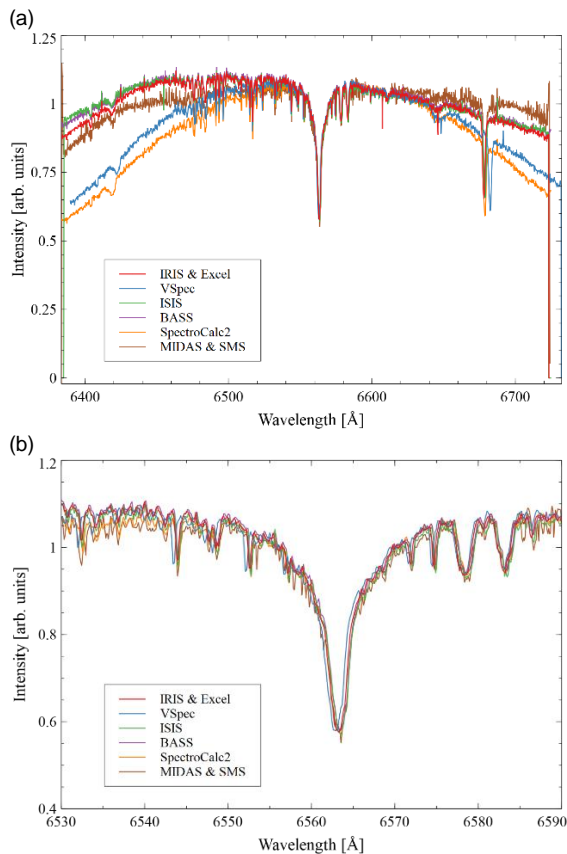 (a)
1.25
1
0.75
0.5
0.25
0
Intensity [arb. units]
IRIS & Excel
VSpec
ISIS
BASS
SpectroCalc2
MIDAS & SMS
6400
6500
6600
6700
Wavelength [Å]
(b)
1.2
1
0.8
0.6
0.4
Intensity [arb. units]
IRIS & Excel
VSpec
ISIS
BASS
SpectroCalc2
MIDAS & SMS
6530
6540
6550
6560
6570
6580
6590
Wavelength [Å]